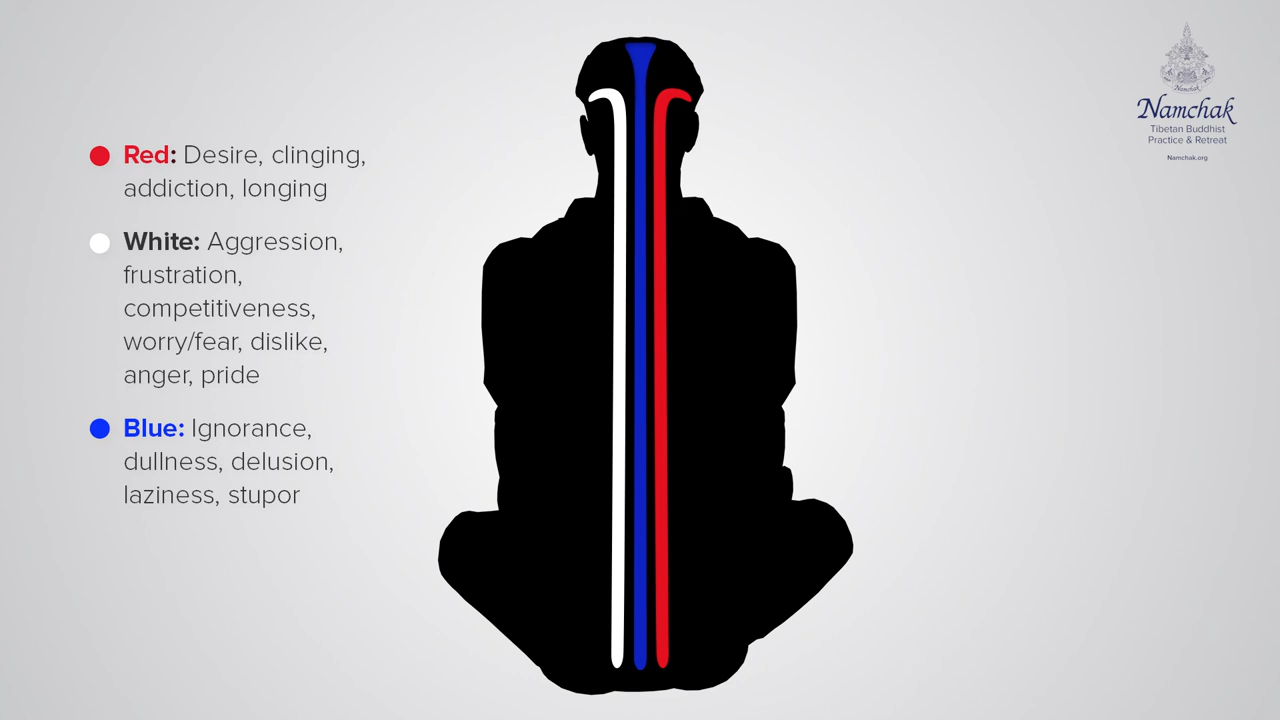 Red: Desire, clinging,
addiction, longing
White: Aggression,
frustration,
competitiveness,
worry/fear, dislike,
anger, pride
Blue: Ignorance,
dullness, delusion,
laziness, stupor
Namchak
Namchak
Tibetan Buddhist
Practice & Retreat
Namchak.org